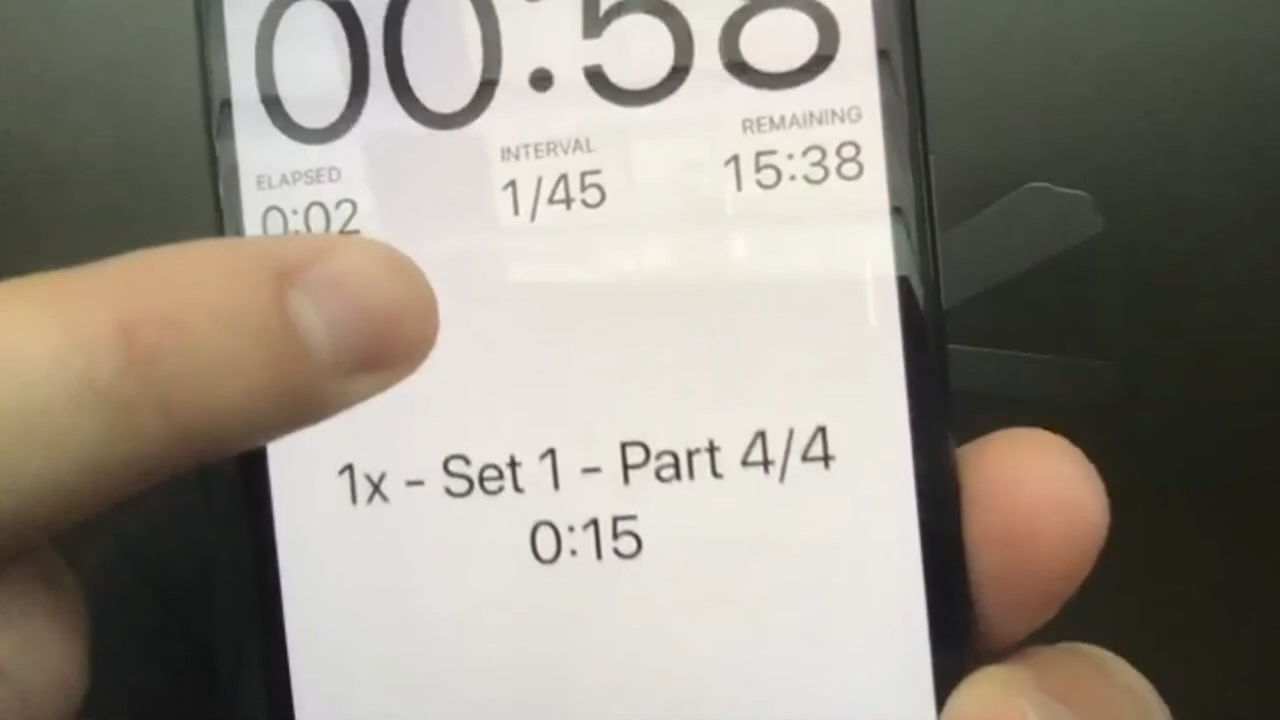 00:58
ELAPSED
0:02
INTERVAL
1/45
REMAINING
15:38
1x - Set 1 - Part 4/4
0:15